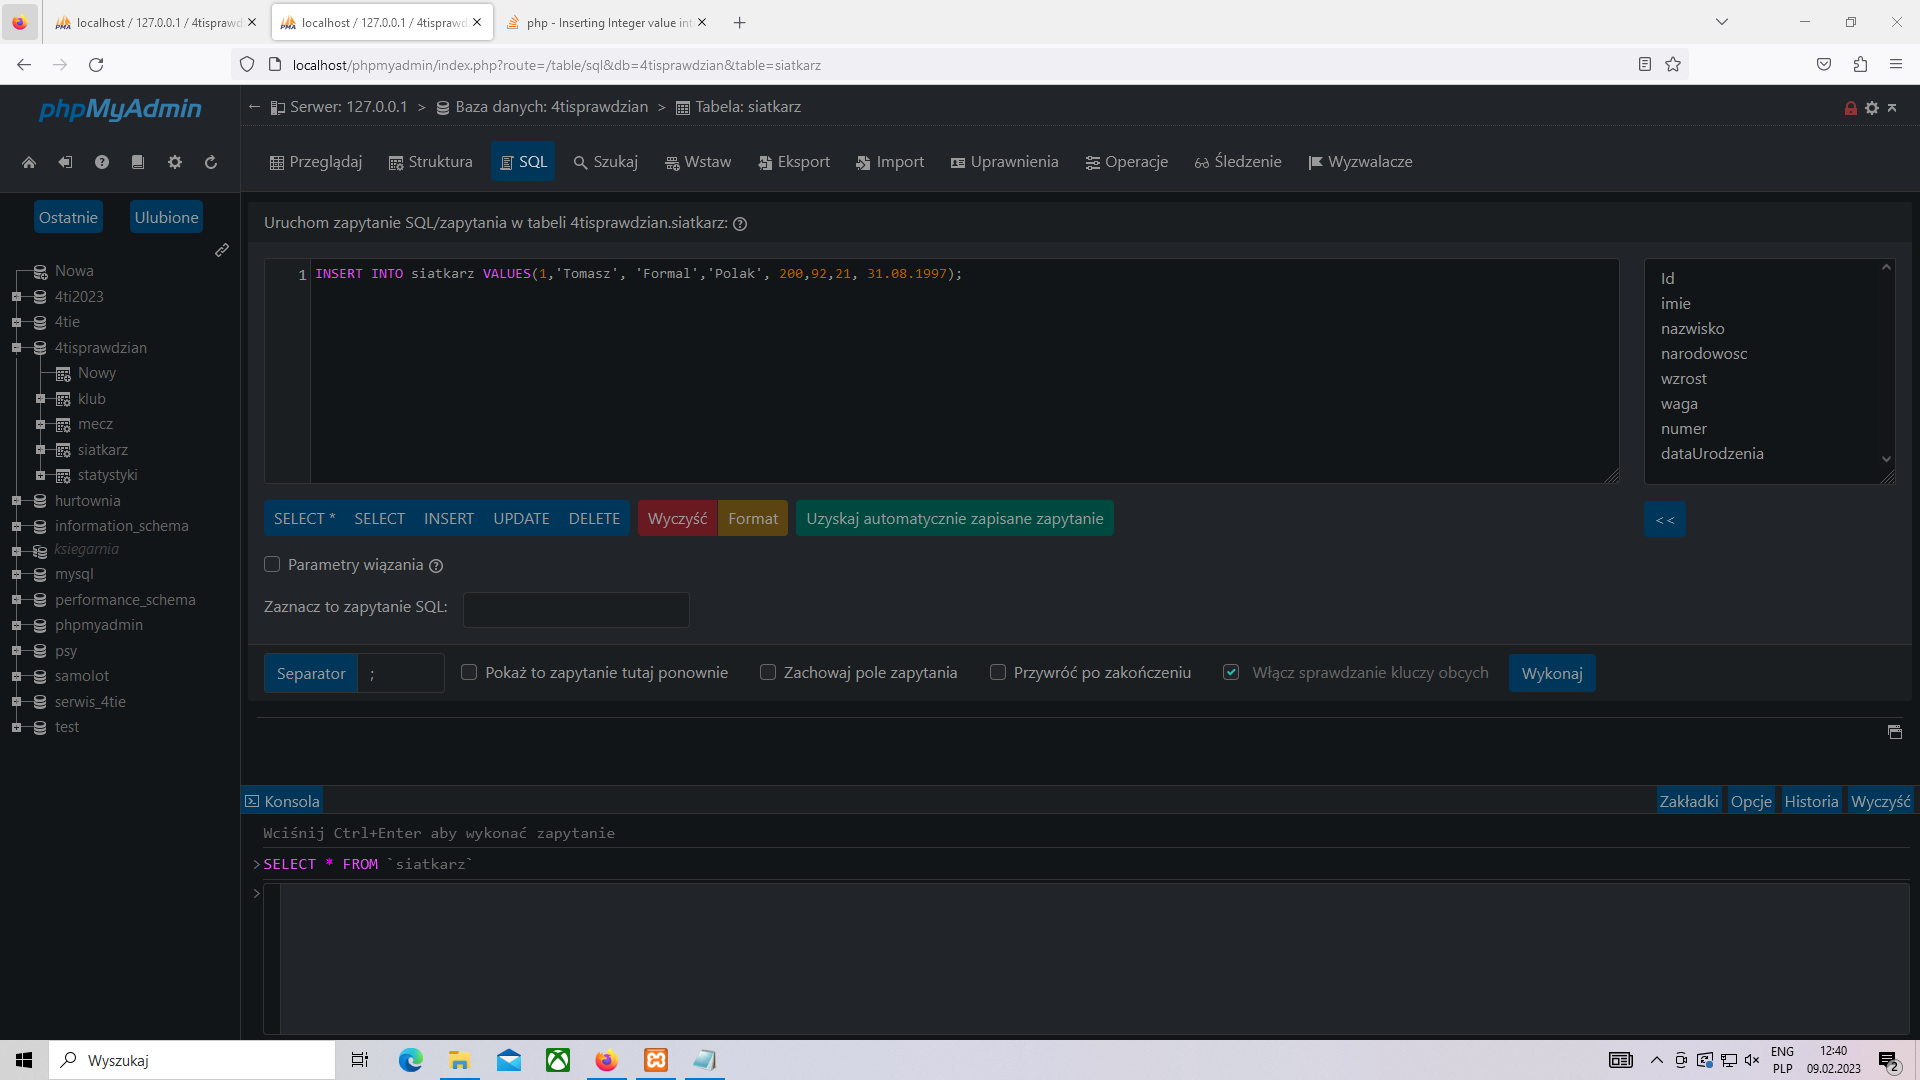 localhost / 127.0.0.1 / 4tisprawd
localhost / 127.0.0.1 / 4tisprawd
php - Inserting Integer value int
localhost/phpmyadmin/index.php?route=/table/sql&db=4tisprawdzian&table=siatkarz
phpMyAdmin
Serwer: 127.0.0.1 > Baza danych: 4tisprawdzian > Tabela: siatkarz
Przeglądaj Struktura SQL Szukaj Wstaw Eksport Import Uprawnienia Operacje Śledzenie Wyzwalacze
Ostatnie Ulubione
Nowa
4ti2023
4tie
4tisprawdzian
Nowy
klub
mecz
siatkarz
statystyki
hurtownia
information_schema
ksiegarnia
mysql
performance_schema
phpmyadmin
psy
samolot
serwis_4tie
test
Uruchom zapytanie SQL/zapytania w tabeli 4tisprawdzian.siatkarz:
1 INSERT INTO siatkarz VALUES(1,'Tomasz', 'Formal','Polak', 200,92,21, 31.08.1997);
Id
imie
nazwisko
narodowosc
wzrost
waga
numer
dataUrodzenia
SELECT * SELECT INSERT UPDATE DELETE Wyczyść Format Uzyskaj automatycznie zapisane zapytanie <<
Parametry wiązania
Zaznacz to zapytanie SQL:
Separator ; Pokaż to zapytanie tutaj ponownie Zachowaj pole zapytania Przywróć po zakończeniu Włącz sprawdzanie kluczy obcych Wykonaj
Konsola Zakładki Opcje Historia Wyczyść
Wciśnij Ctrl+Enter aby wykonać zapytanie
>SELECT * FROM `siatkarz`
>
Wyszukaj
ENG
PLP
12:40
09.02.2023
2